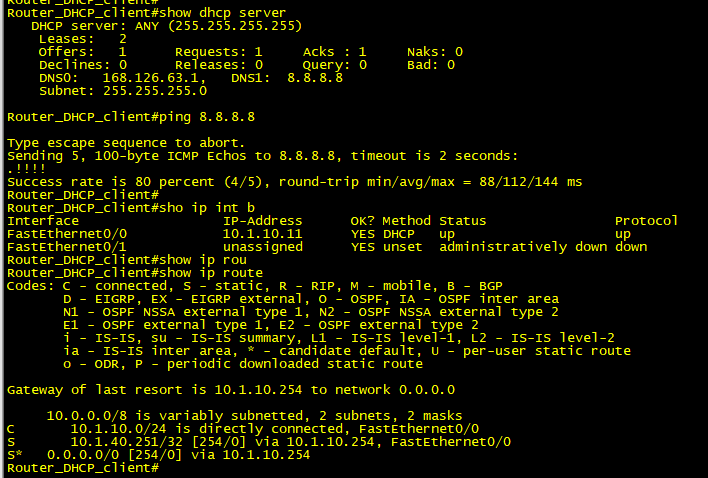 Router_DHCP_client#
Router_DHCP_client#show dhcp server
   DHCP server: ANY (255.255.255.255)
    Leases:   2
    Offers:   1      Requests: 1     Acks : 1     Naks: 0
    Declines: 0      Releases: 0     Query: 0     Bad: 0
    DNS0:   168.126.63.1,   DNS1:  8.8.8.8
    Subnet: 255.255.255.0
Router_DHCP_client#ping 8.8.8.8
Type escape sequence to abort.
Sending 5, 100-byte ICMP Echos to 8.8.8.8, timeout is 2 seconds:
.!!!!
Success rate is 80 percent (4/5), round-trip min/avg/max = 88/112/144 ms
Router_DHCP_client#
Router_DHCP_client#sho ip int b
Interface                  IP-Address      OK? Method Status                Protocol
FastEthernet0/0            10.1.10.11      YES DHCP   up                    up
FastEthernet0/1            unassigned      YES unset  administratively down down
Router_DHCP_client#show ip rou
Router_DHCP_client#show ip route
Codes: C - connected, S - static, R - RIP, M - mobile, B - BGP
       D - EIGRP, EX - EIGRP external, O - OSPF, IA - OSPF inter area
       N1 - OSPF NSSA external type 1, N2 - OSPF NSSA external type 2
       E1 - OSPF external type 1, E2 - OSPF external type 2
       i - IS-IS, su - IS-IS summary, L1 - IS-IS level-1, L2 - IS-IS level-2
       ia - IS-IS inter area, * - candidate default, U - per-user static route
       o - ODR, P - periodic downloaded static route
Gateway of last resort is 10.1.10.254 to network 0.0.0.0
     10.0.0.0/8 is variably subnetted, 2 subnets, 2 masks
C       10.1.10.0/24 is directly connected, FastEthernet0/0
S       10.1.40.251/32 [254/0] via 10.1.10.254, FastEthernet0/0
S*   0.0.0.0/0 [254/0] via 10.1.10.254
Router_DHCP_client#